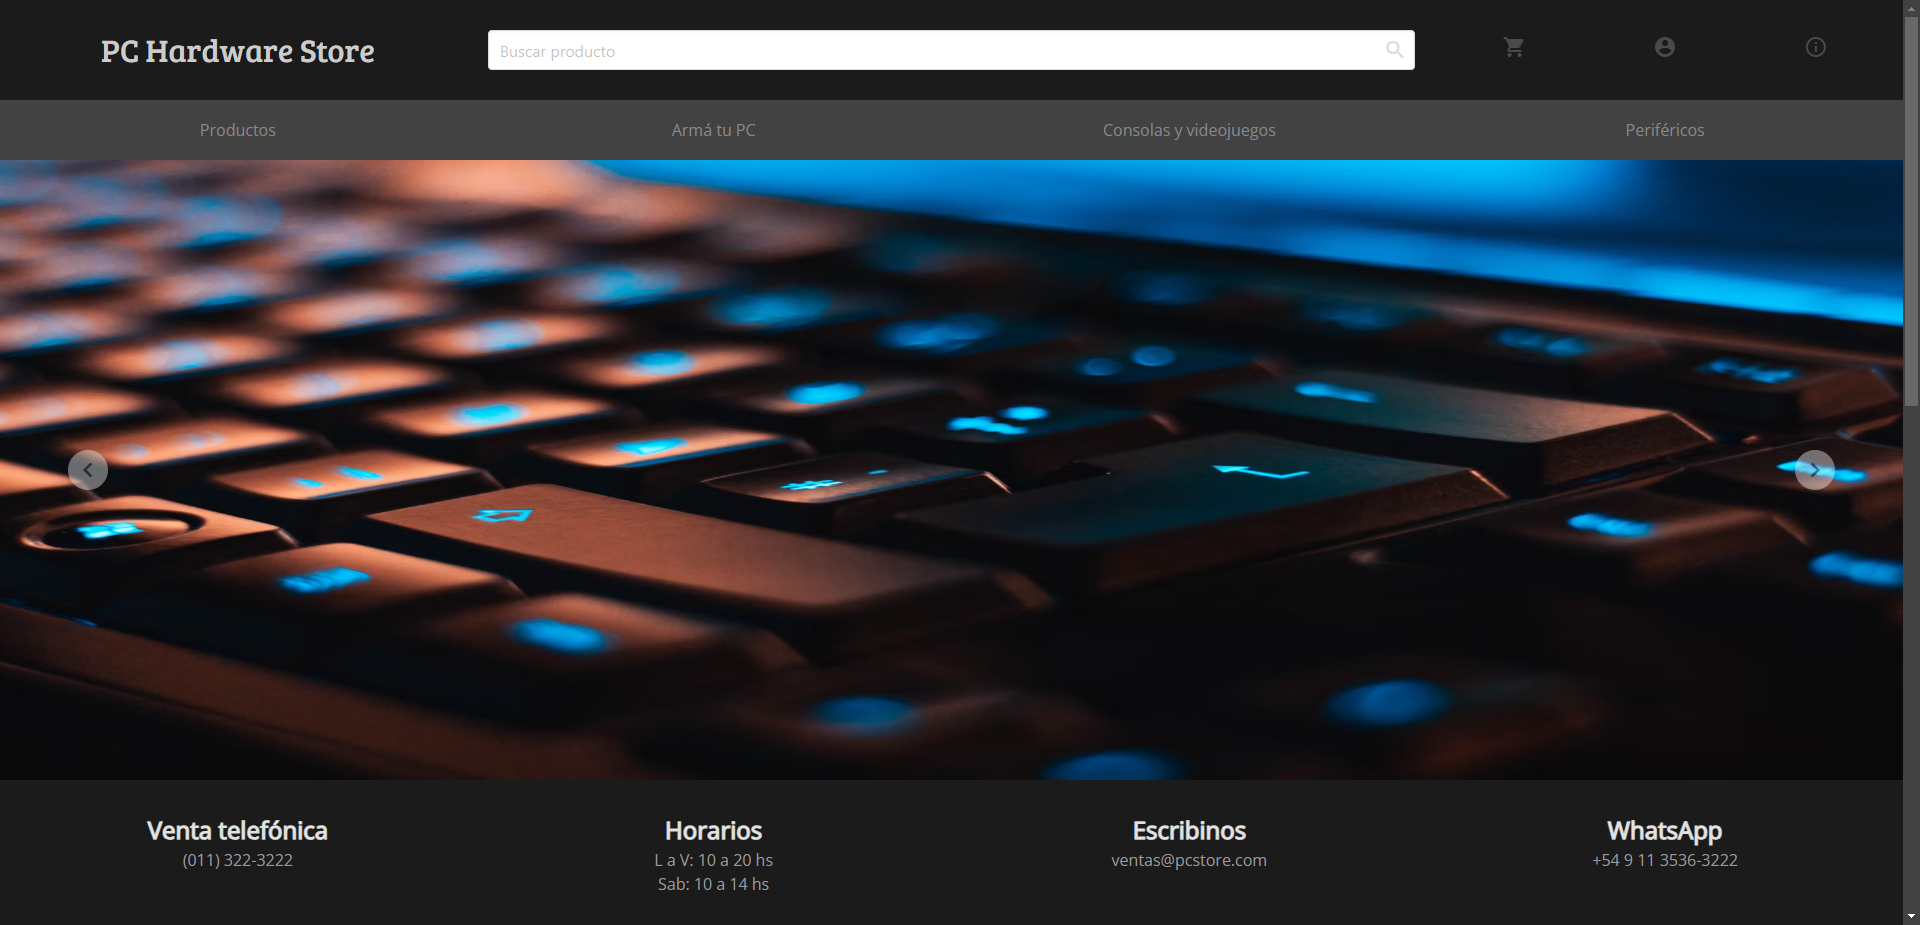 PC Hardware Store
Buscar producto
Productos
Armá tu PC
Consolas y videojuegos
Periféricos
Venta telefónica
(011) 322-3222
Horarios
L a V: 10 a 20 hs
Sab: 10 a 14 hs
Escribinos
ventas@pcstore.com
WhatsApp
+54 9 11 3536-3222